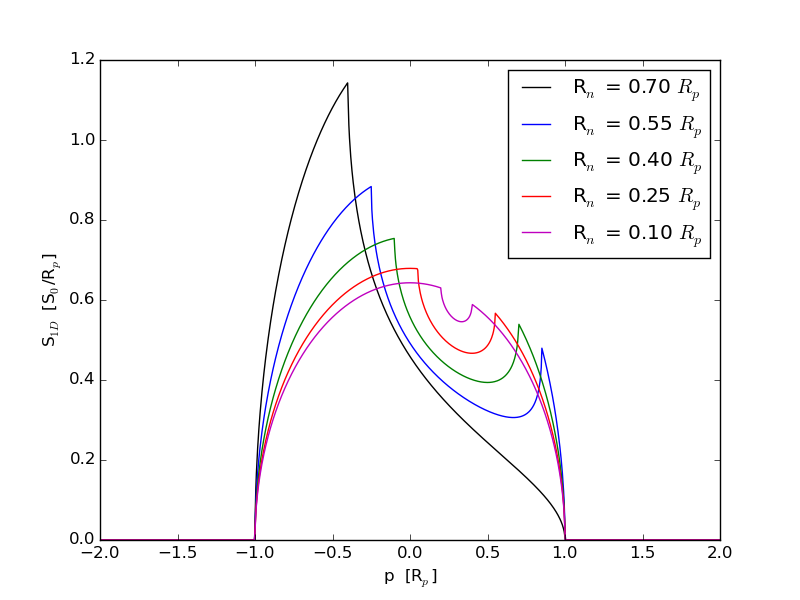 1.2
1.0
0.8
0.6
0.4
0.2
0.0
S1D [S0/Rp]
Rn = 0.70 Rp
Rn = 0.55 Rp
Rn = 0.40 Rp
Rn = 0.25 Rp
Rn = 0.10 Rp
−2.0 −1.5 −1.0 −0.5 0.0 0.5 1.0 1.5 2.0
p [Rp]